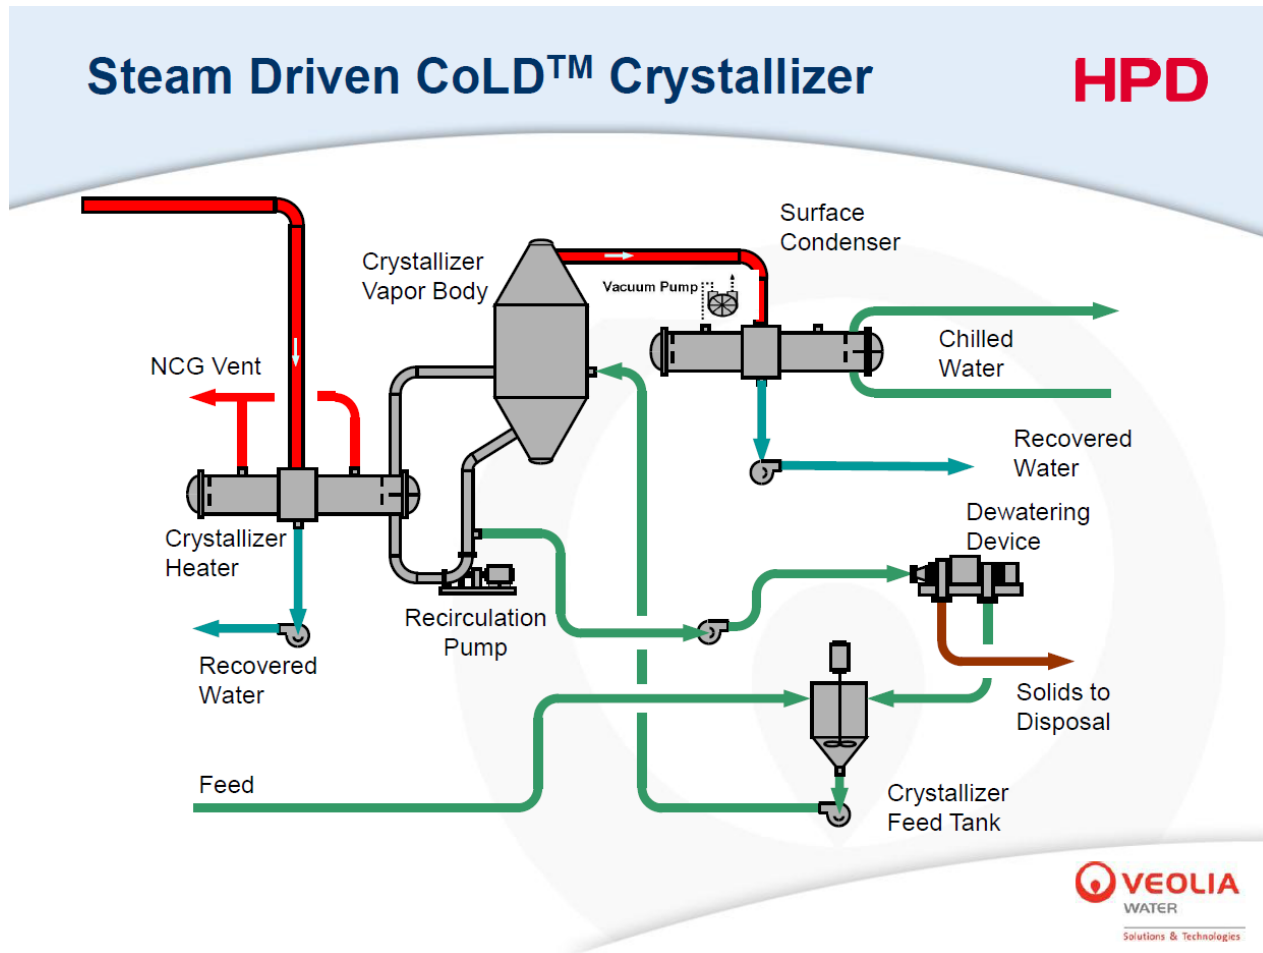 Steam Driven CoLD™ Crystallizer
HPD
Surface
Condenser
Crystallizer
Vapor Body
Vacuum Pump
Chilled
Water
NCG Vent
Recovered
Water
Dewatering
Device
Crystallizer
Heater
Recirculation
Pump
Recovered
Water
Solids to
Disposal
Feed
Crystallizer
Feed Tank
VEOLIA
WATER
Solutions & Technologies